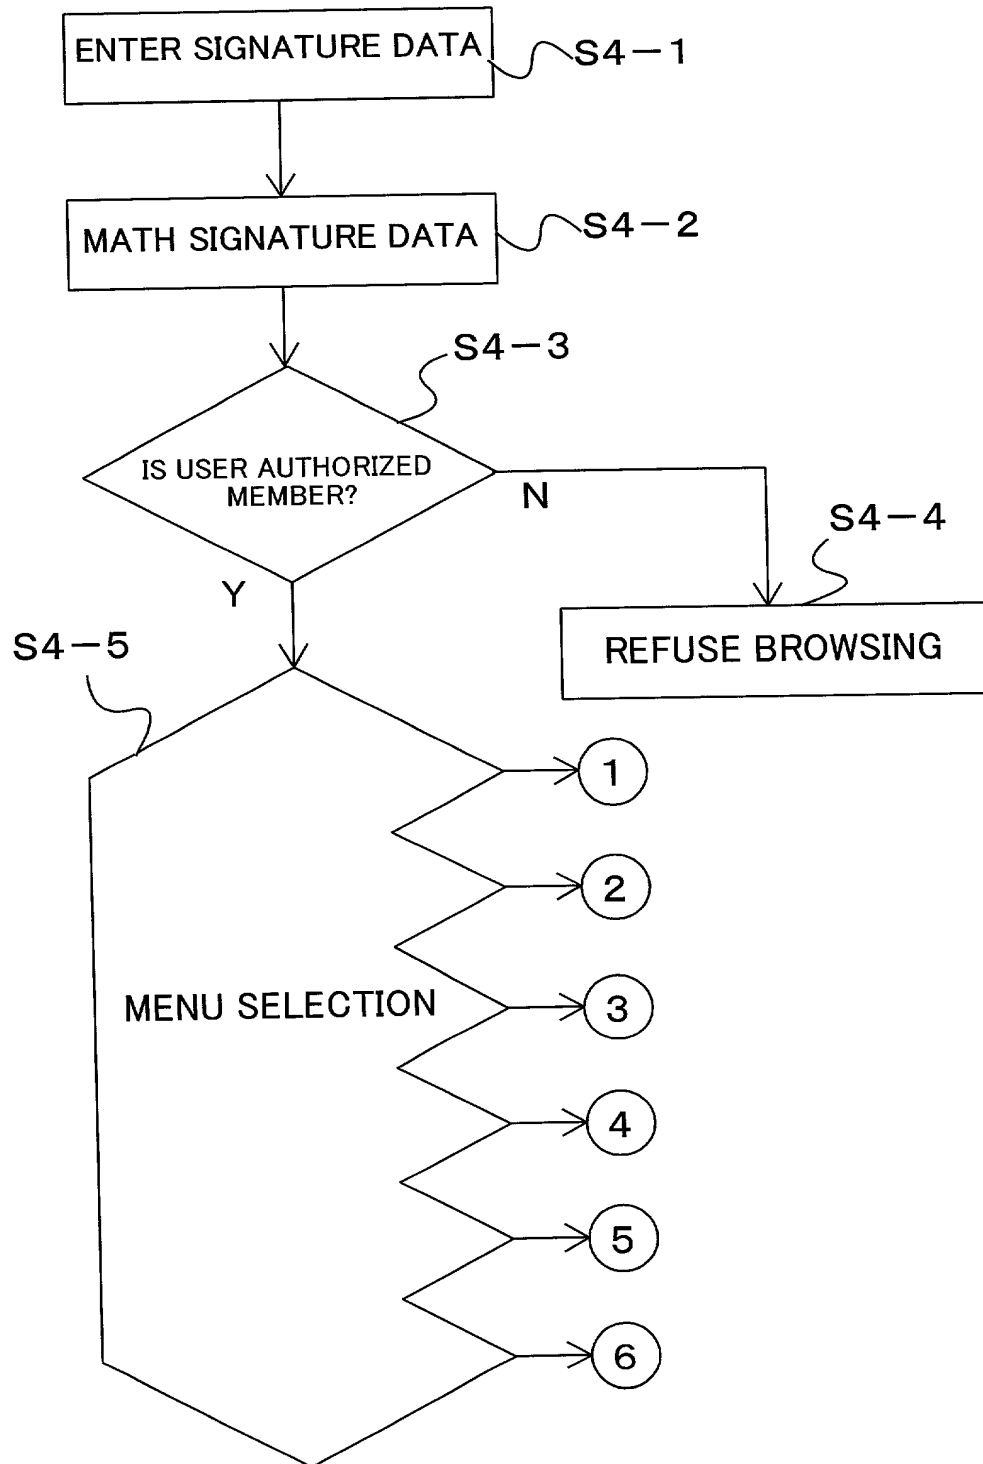 ENTER SIGNATURE DATA
S4-1
MATH SIGNATURE DATA
S4-2
S4-3
IS USER AUTHORIZED
MEMBER?
N
Y
S4-4
REFUSE BROWSING
S4-5
1
2
MENU SELECTION
3
4
5
6